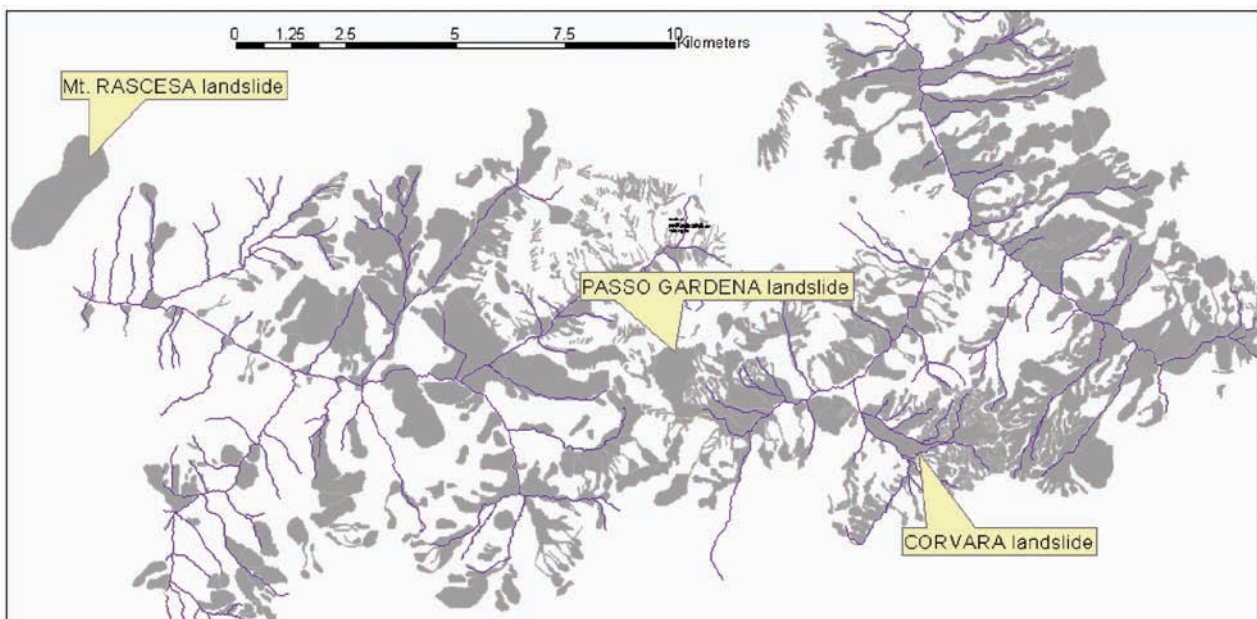 0 1.25 2.5 5 7.5 10
Kilometers
Mt. RASCESA landslide
PASSO GARDENA landslide
CORVARA landslide